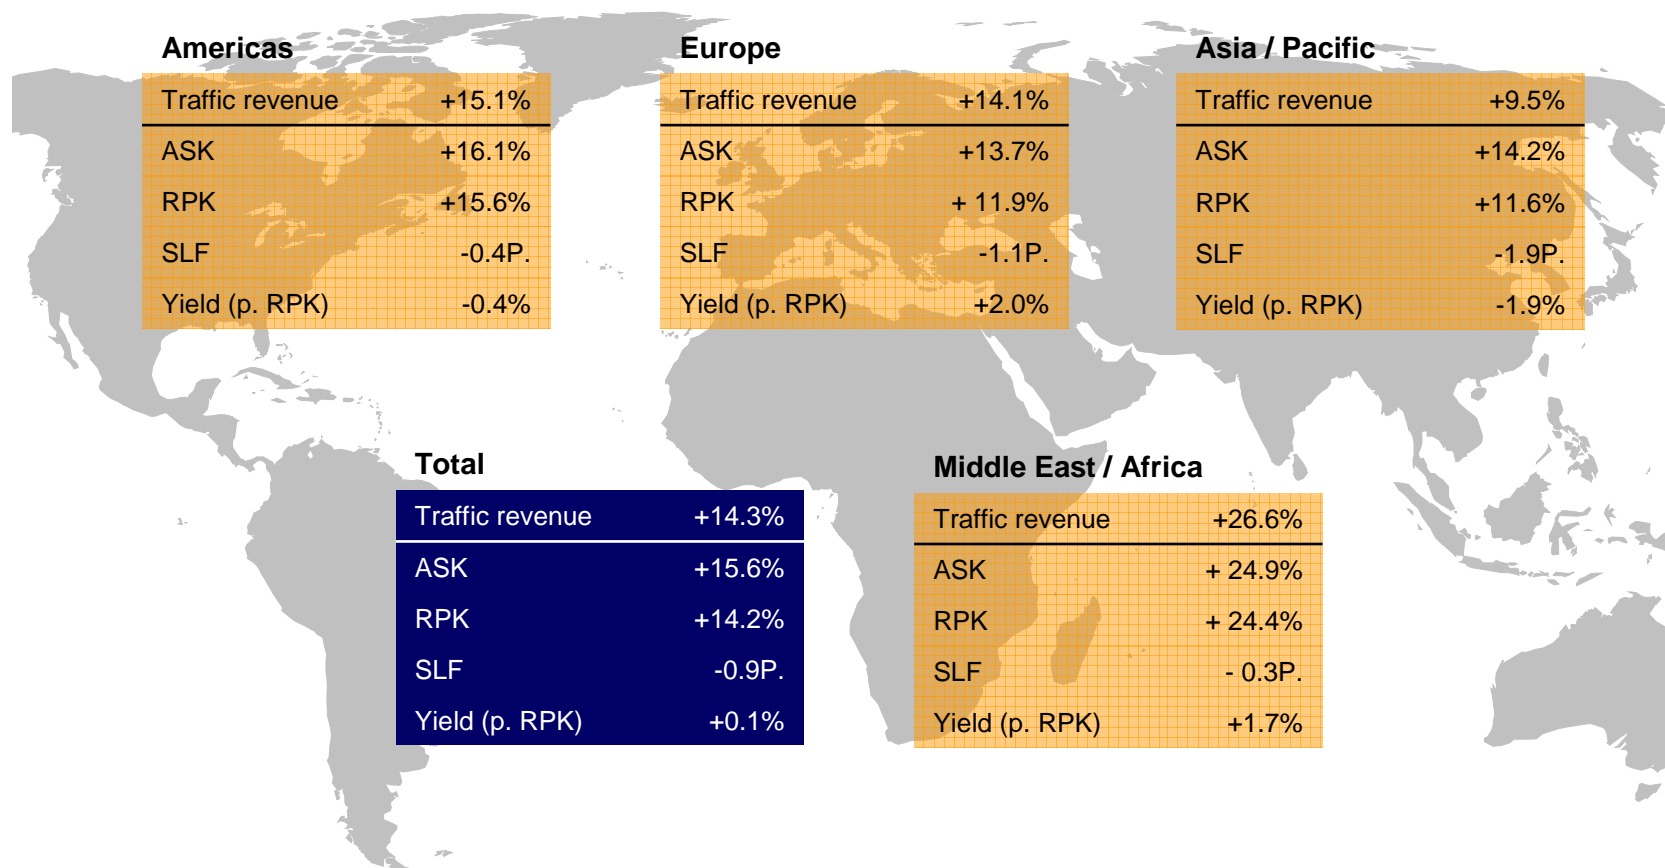 Americas
Traffic revenue +15.1%
ASK +16.1%
RPK +15.6%
SLF -0.4P.
Yield (p. RPK) -0.4%
Europe
Traffic revenue +14.1%
ASK +13.7%
RPK + 11.9%
SLF -1.1P.
Yield (p. RPK) +2.0%
Asia / Pacific
Traffic revenue +9.5%
ASK +14.2%
RPK +11.6%
SLF -1.9P.
Yield (p. RPK) -1.9%
Total
Traffic revenue +14.3%
ASK +15.6%
RPK +14.2%
SLF -0.9P.
Yield (p. RPK) +0.1%
Middle East / Africa
Traffic revenue +26.6%
ASK + 24.9%
RPK + 24.4%
SLF - 0.3P.
Yield (p. RPK) +1.7%